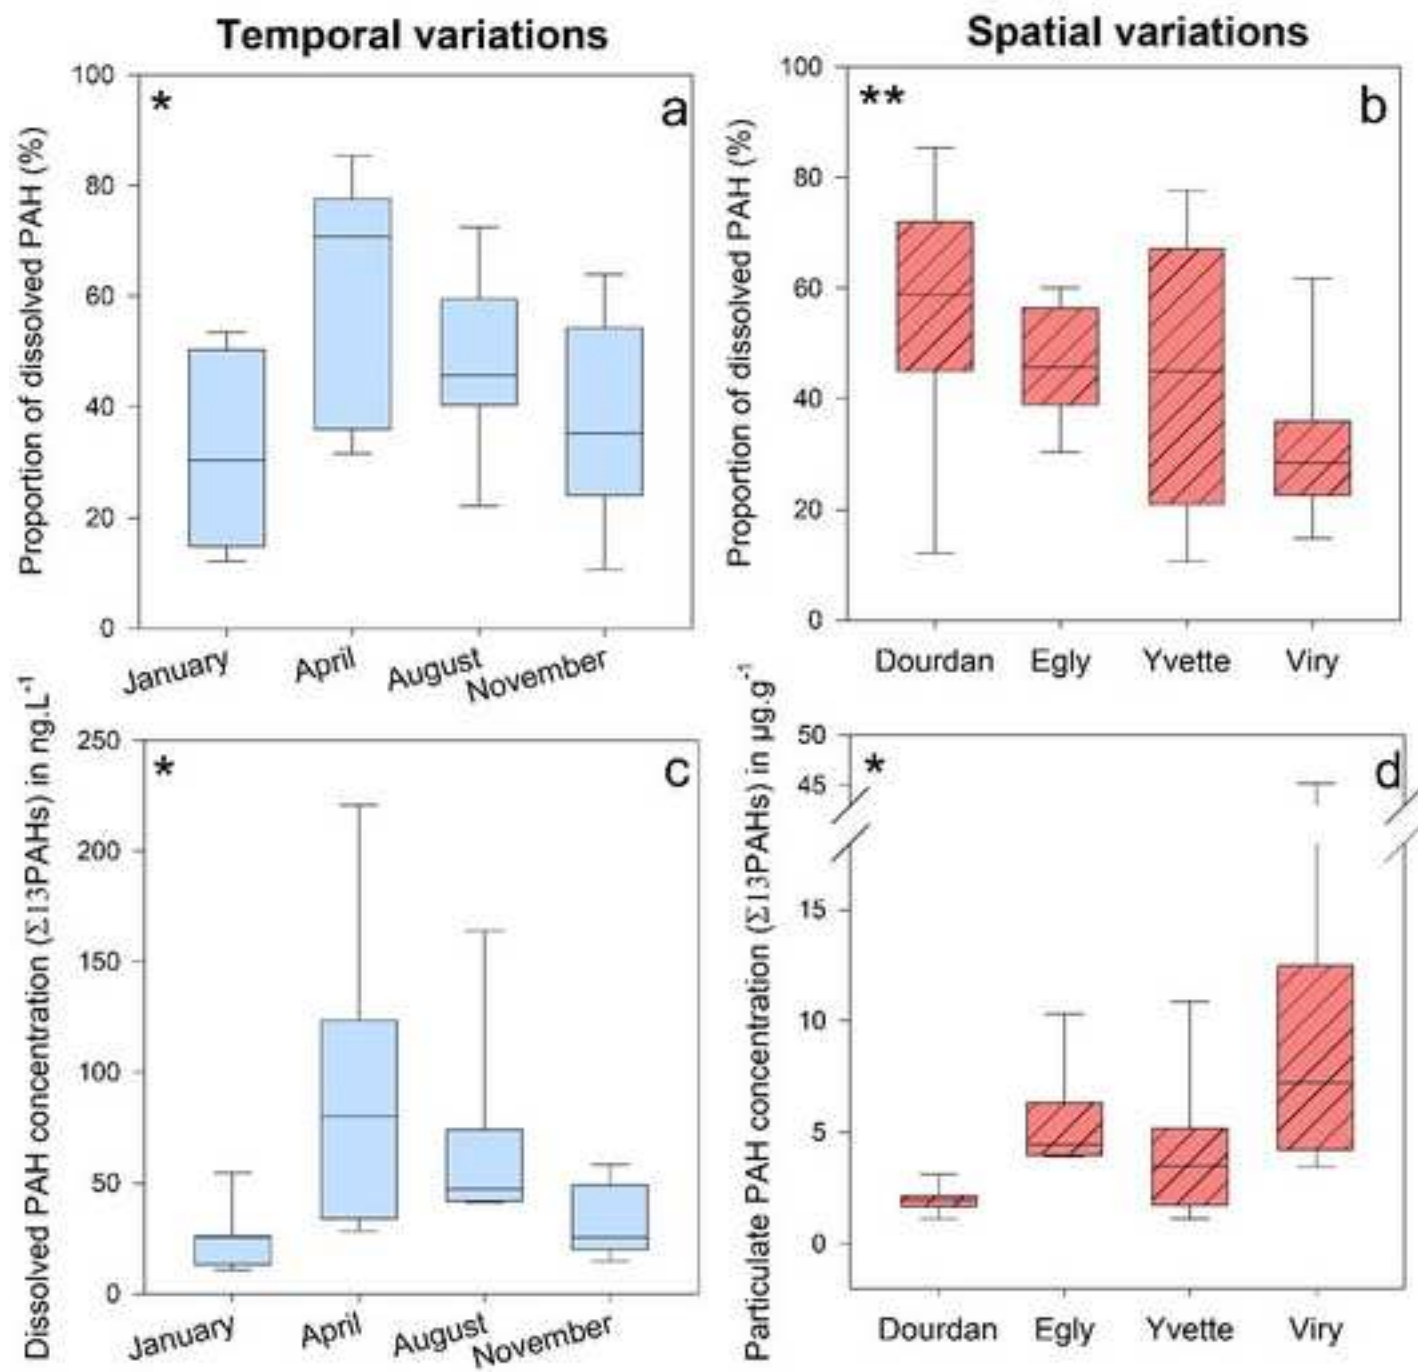 Temporal variations
Spatial variations
Proportion of dissolved PAH (%)
100
80
60
40
20
0
*
a
January
April
August
November
Proportion of dissolved PAH (%)
100
80
60
40
20
0
**
b
Dourdan
Egly
Yvette
Viry
Dissolved PAH concentration (Σ13PAHs) in ng.L⁻¹
250
200
150
100
50
0
*
c
January
April
August
November
Particulate PAH concentration (Σ13PAHs) in µg.g⁻¹
50
45
15
10
5
0
*
d
Dourdan
Egly
Yvette
Viry